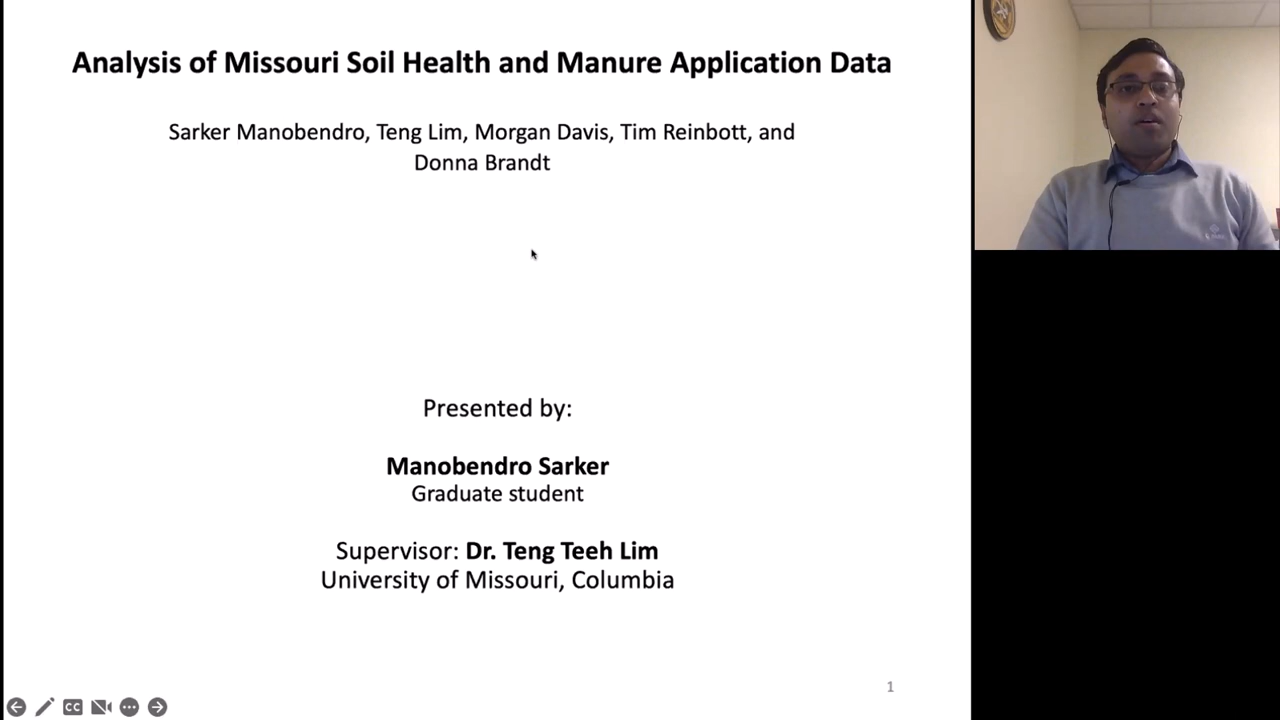 Analysis of Missouri Soil Health and Manure Application Data
Sarker Manobendro, Teng Lim, Morgan Davis, Tim Reinbott, and
Donna Brandt
Presented by:
Manobendro Sarker
Graduate student
Supervisor: Dr. Teng Teeh Lim
University of Missouri, Columbia
1
CC